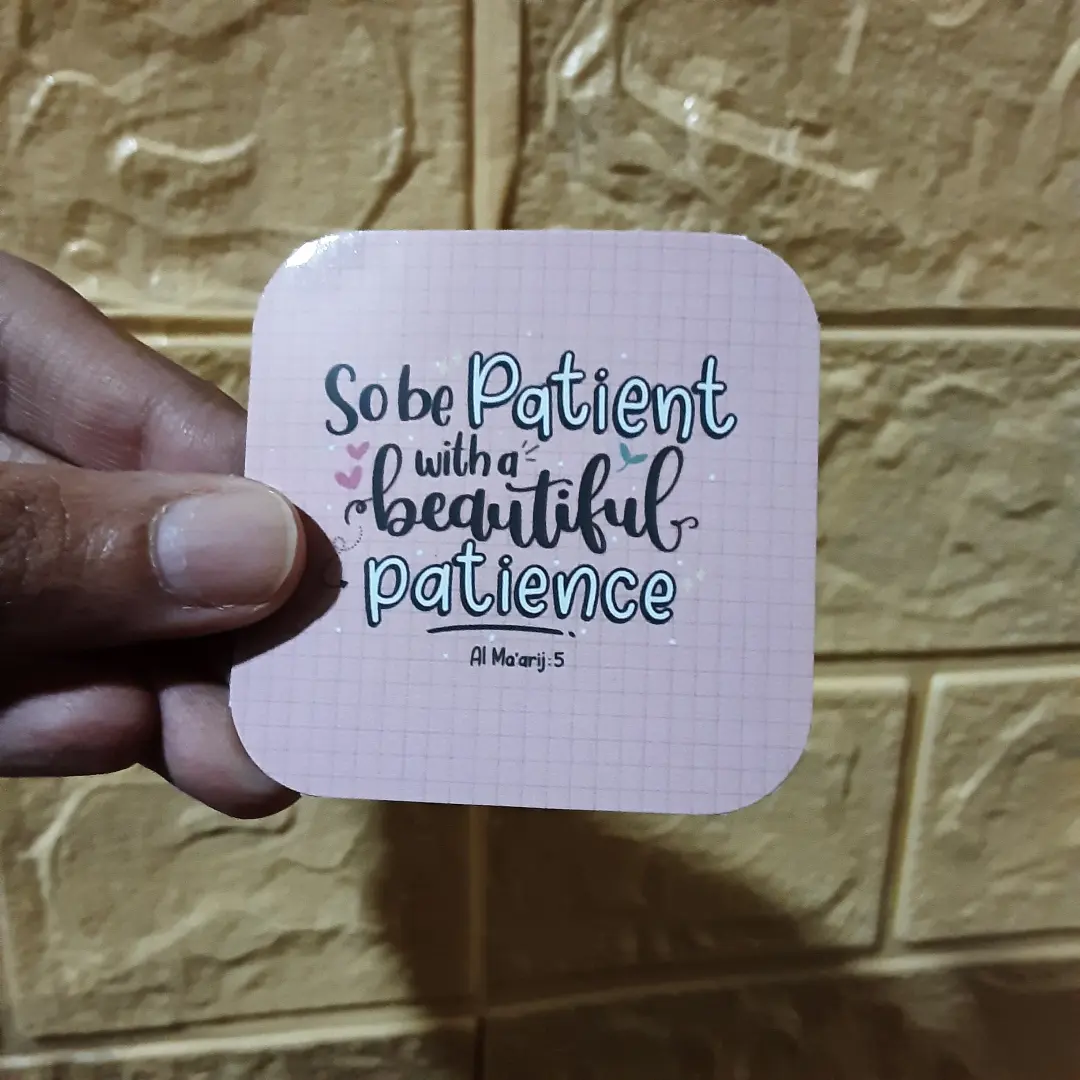 So be Patient
with a
beautiful
patience
Al Ma'arij:5